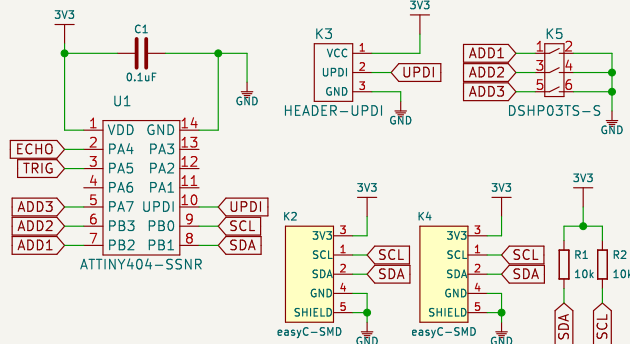 3V3
C1
0.1uF
GND
U1
1 VDD GND 14
ECHO 2 PA4 PA3 13
TRIG 3 PA5 PA2 12
4 PA6 PA1 11
ADD3 5 PA7 UPDI 10 UPDI
ADD2 6 PB3 PB0 9 SCL
ADD1 7 PB2 PB1 8 SDA
ATTINY404-SSNR
3V3
K3
VCC 1
UPDI 2 UPDI
GND 3
HEADER-UPDI
GND
K5
ADD1 1 2
ADD2 3 4
ADD3 5 6
DSHP03TS-S
GND
3V3
K2
3V3 3
SCL 1 SCL
SDA 2 SDA
GND 4
SHIELD 5
easyC-SMD
GND
3V3
K4
3V3 3
SCL 1 SCL
SDA 2 SDA
GND 4
SHIELD 5
easyC-SMD
GND
3V3
R1
10k
R2
10k
SDA
SCL